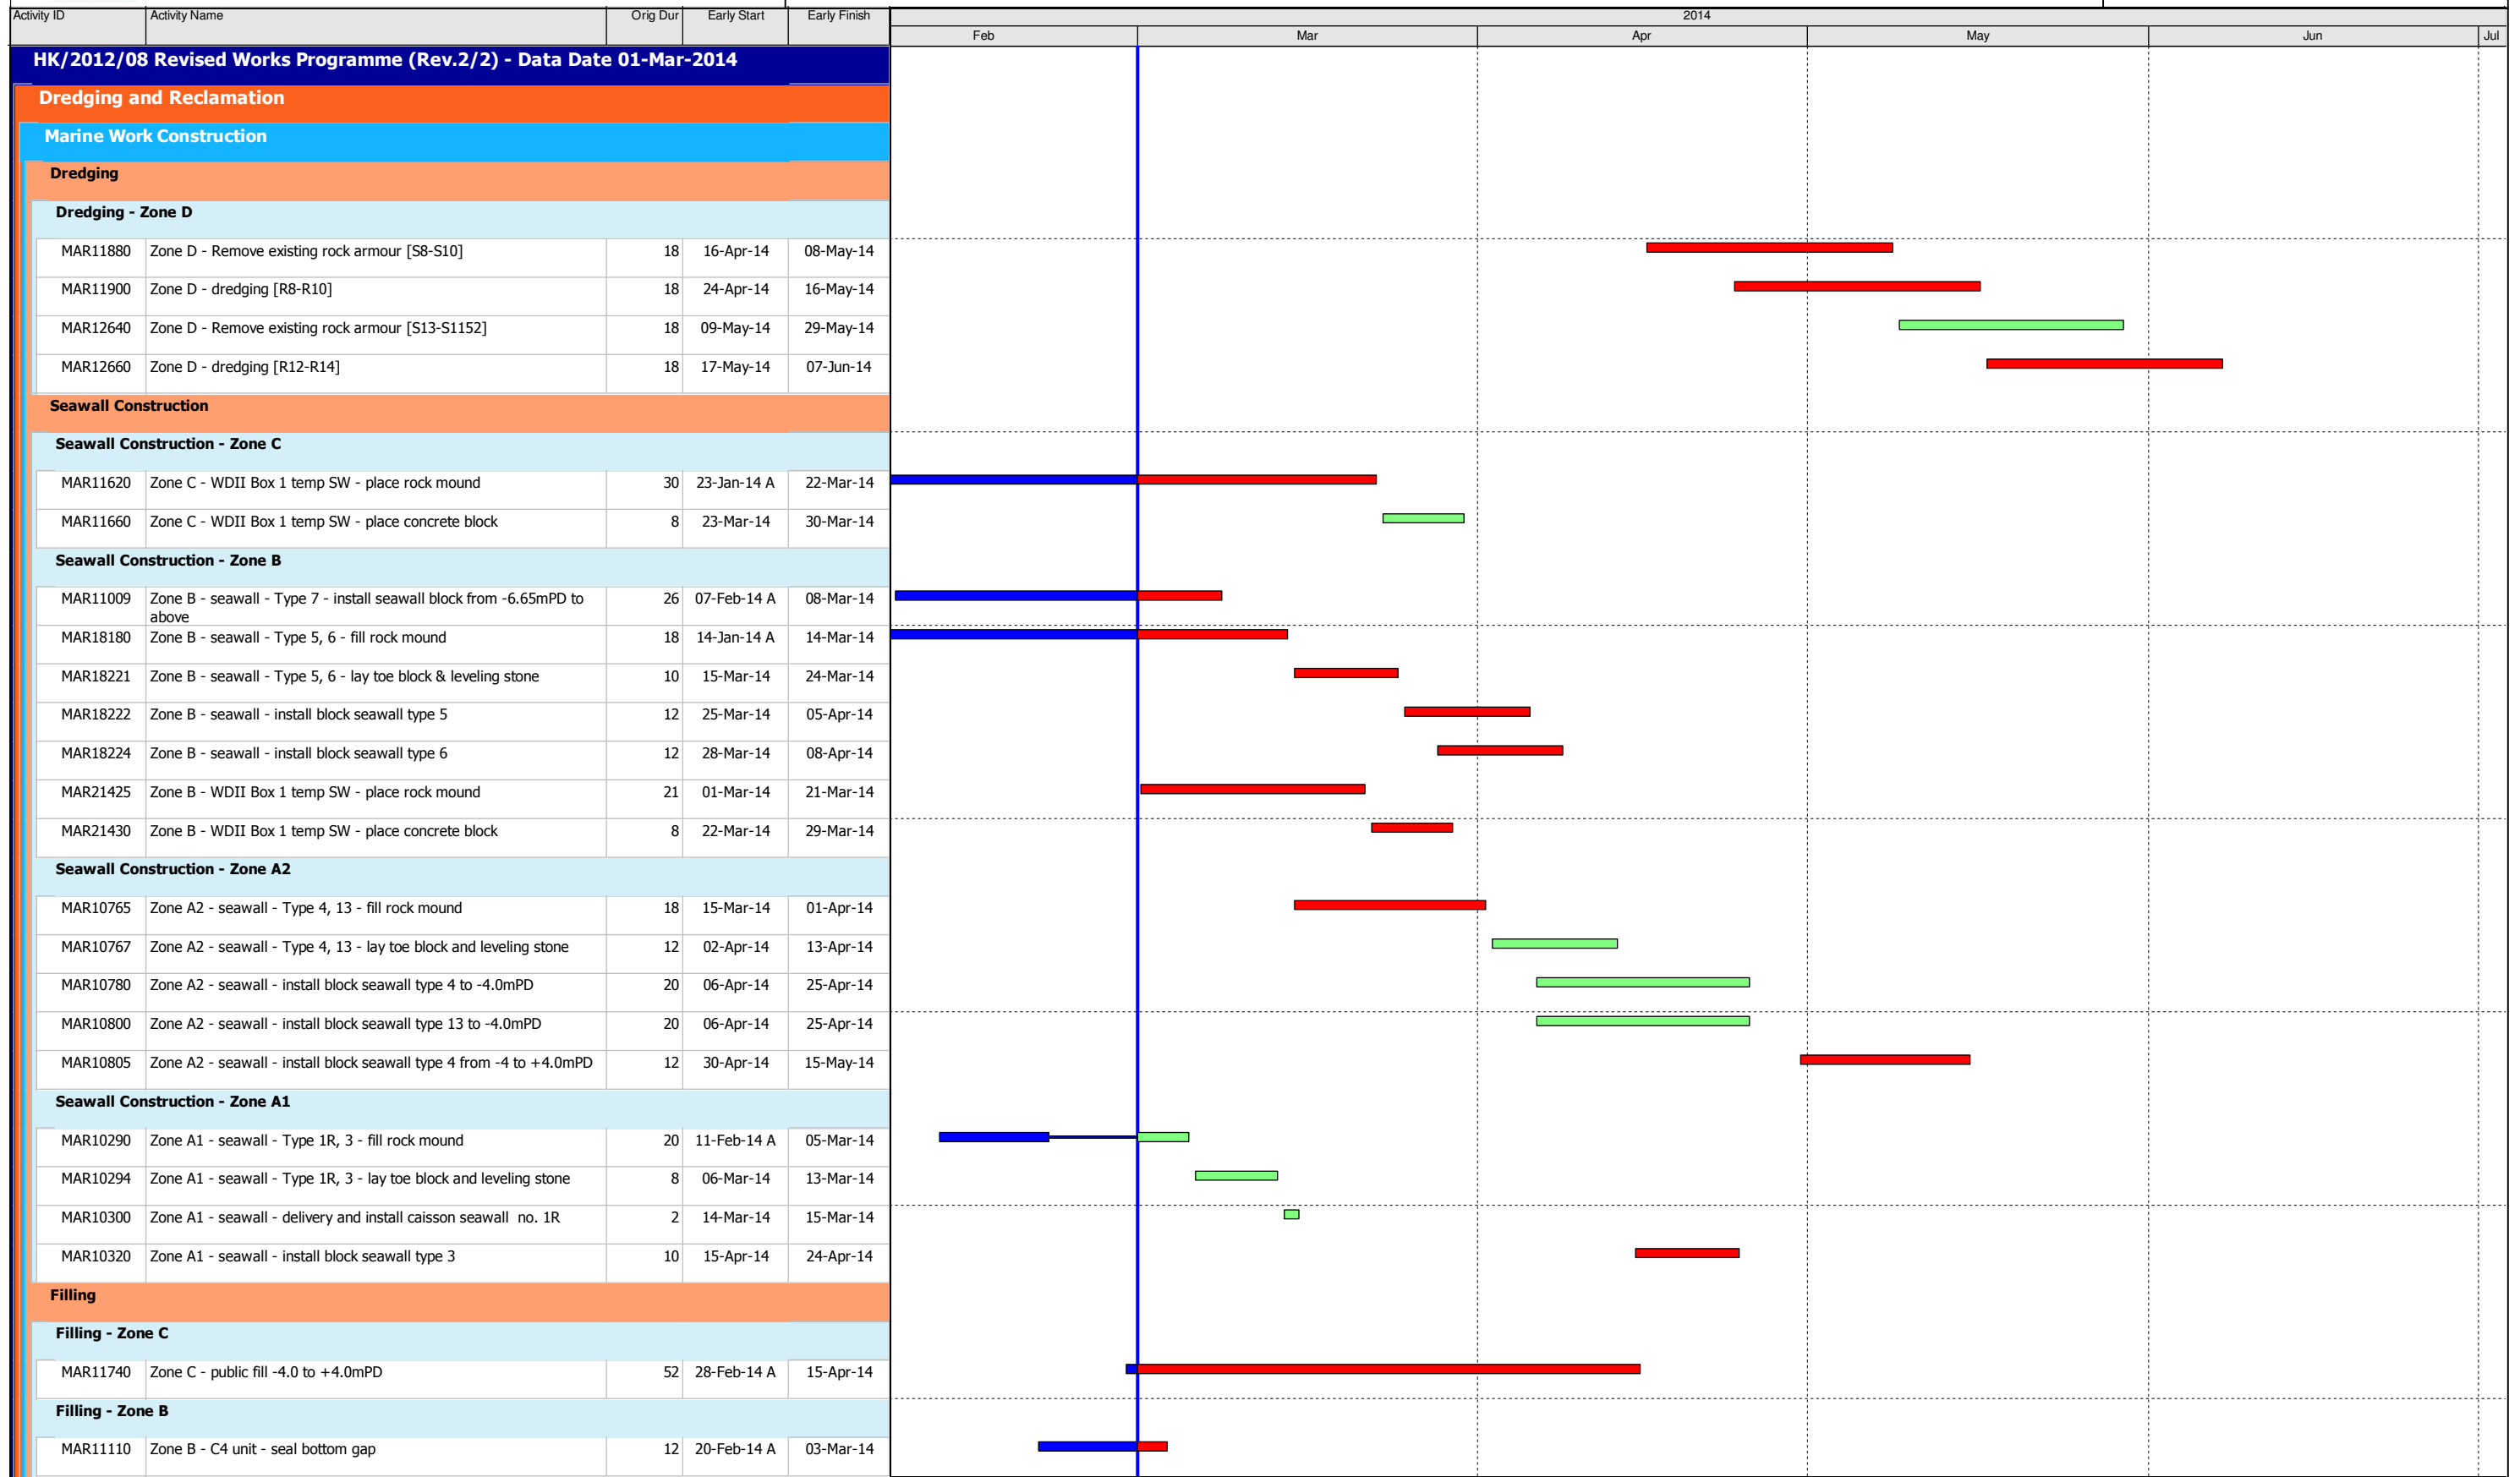 Activity ID Activity Name Orig Dur Early Start Early Finish 2014
Feb Mar Apr May Jun Jul
HK/2012/08 Revised Works Programme (Rev.2/2) - Data Date 01-Mar-2014
Dredging and Reclamation
Marine Work Construction
Dredging
Dredging - Zone D
MAR11880 Zone D - Remove existing rock armour [S8-S10] 18 16-Apr-14 08-May-14
MAR11900 Zone D - dredging [R8-R10] 18 24-Apr-14 16-May-14
MAR12640 Zone D - Remove existing rock armour [S13-S1152] 18 09-May-14 29-May-14
MAR12660 Zone D - dredging [R12-R14] 18 17-May-14 07-Jun-14
Seawall Construction
Seawall Construction - Zone C
MAR11620 Zone C - WDII Box 1 temp SW - place rock mound 30 23-Jan-14 A 22-Mar-14
MAR11660 Zone C - WDII Box 1 temp SW - place concrete block 8 23-Mar-14 30-Mar-14
Seawall Construction - Zone B
MAR11009 Zone B - seawall - Type 7 - install seawall block from -6.65mPD to 26 07-Feb-14 A 08-Mar-14
above
MAR18180 Zone B - seawall - Type 5, 6 - fill rock mound 18 14-Jan-14 A 14-Mar-14
MAR18221 Zone B - seawall - Type 5, 6 - lay toe block & leveling stone 10 15-Mar-14 24-Mar-14
MAR18222 Zone B - seawall - install block seawall type 5 12 25-Mar-14 05-Apr-14
MAR18224 Zone B - seawall - install block seawall type 6 12 28-Mar-14 08-Apr-14
MAR21425 Zone B - WDII Box 1 temp SW - place rock mound 21 01-Mar-14 21-Mar-14
MAR21430 Zone B - WDII Box 1 temp SW - place concrete block 8 22-Mar-14 29-Mar-14
Seawall Construction - Zone A2
MAR10765 Zone A2 - seawall - Type 4, 13 - fill rock mound 18 15-Mar-14 01-Apr-14
MAR10767 Zone A2 - seawall - Type 4, 13 - lay toe block and leveling stone 12 02-Apr-14 13-Apr-14
MAR10780 Zone A2 - seawall - install block seawall type 4 to -4.0mPD 20 06-Apr-14 25-Apr-14
MAR10800 Zone A2 - seawall - install block seawall type 13 to -4.0mPD 20 06-Apr-14 25-Apr-14
MAR10805 Zone A2 - seawall - install block seawall type 4 from -4 to +4.0mPD 12 30-Apr-14 15-May-14
Seawall Construction - Zone A1
MAR10290 Zone A1 - seawall - Type 1R, 3 - fill rock mound 20 11-Feb-14 A 05-Mar-14
MAR10294 Zone A1 - seawall - Type 1R, 3 - lay toe block and leveling stone 8 06-Mar-14 13-Mar-14
MAR10300 Zone A1 - seawall - delivery and install caisson seawall no. 1R 2 14-Mar-14 15-Mar-14
MAR10320 Zone A1 - seawall - install block seawall type 3 10 15-Apr-14 24-Apr-14
Filling
Filling - Zone C
MAR11740 Zone C - public fill -4.0 to +4.0mPD 52 28-Feb-14 A 15-Apr-14
Filling - Zone B
MAR11110 Zone B - C4 unit - seal bottom gap 12 20-Feb-14 A 03-Mar-14